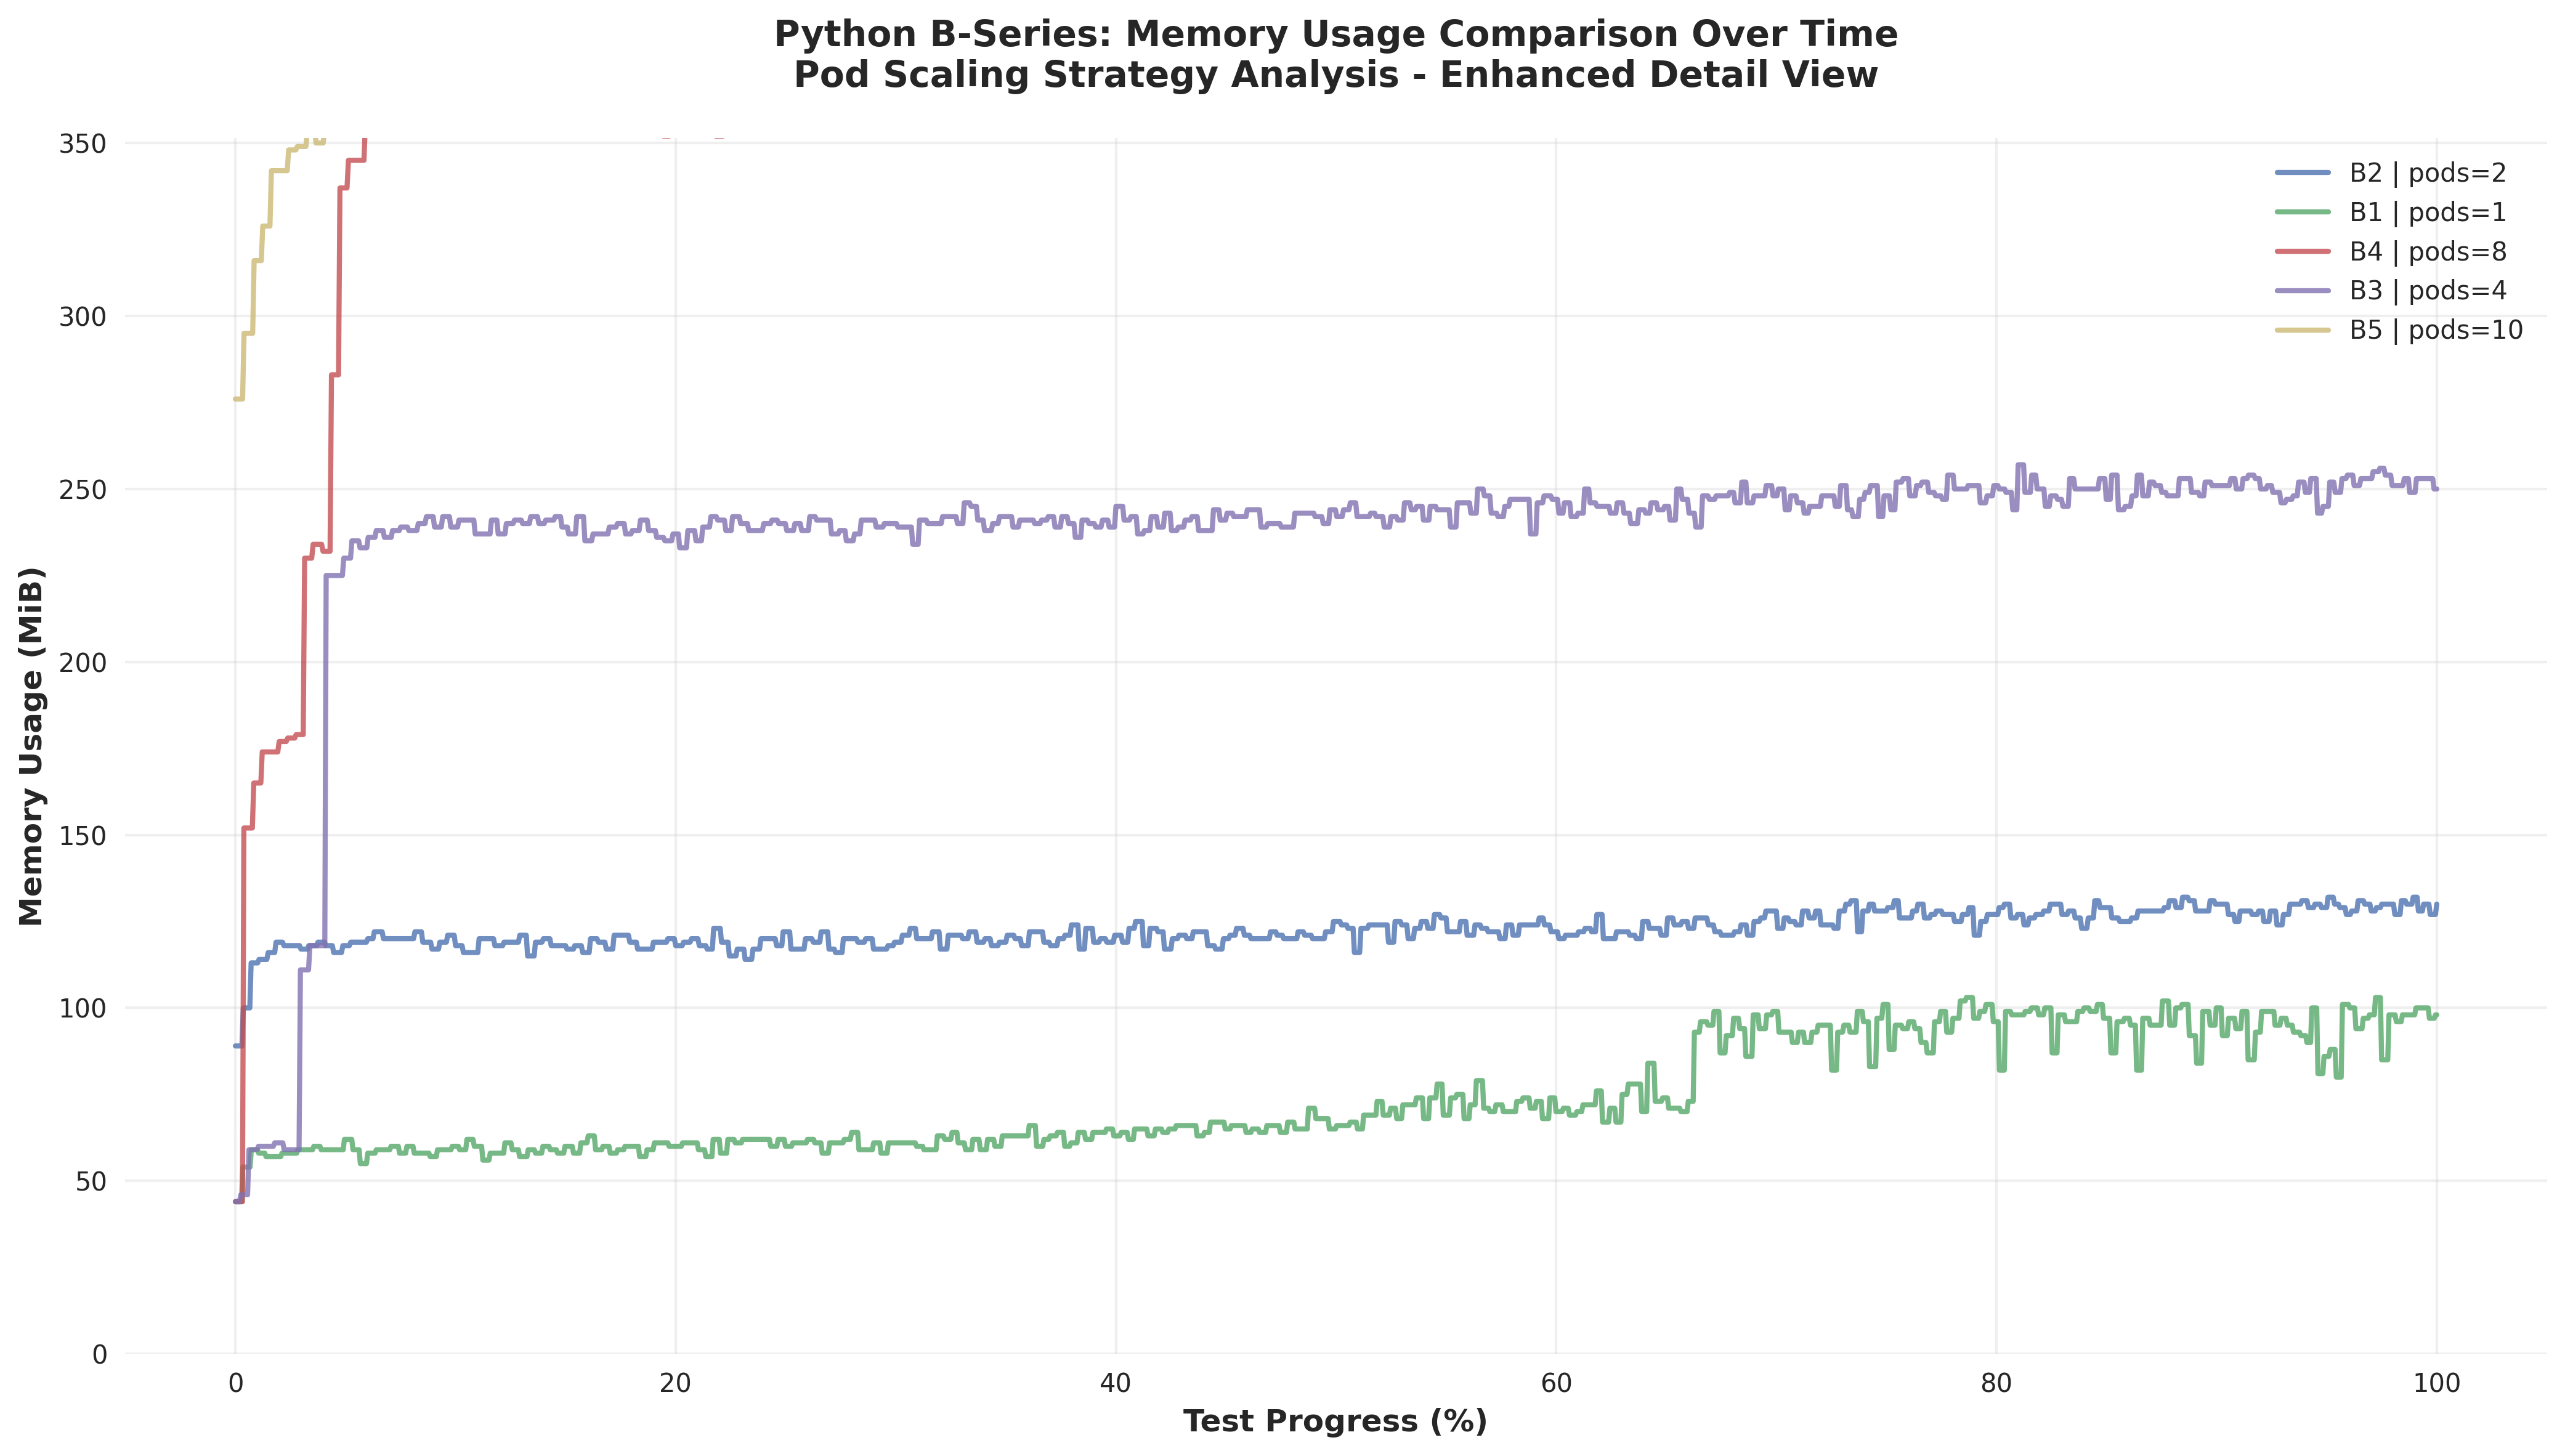 Python B-Series: Memory Usage Comparison Over Time
Pod Scaling Strategy Analysis - Enhanced Detail View
Memory Usage (MiB)
350
300
250
200
150
100
50
0
B2 | pods=2
B1 | pods=1
B4 | pods=8
B3 | pods=4
B5 | pods=10
0 20 40 60 80 100
Test Progress (%)